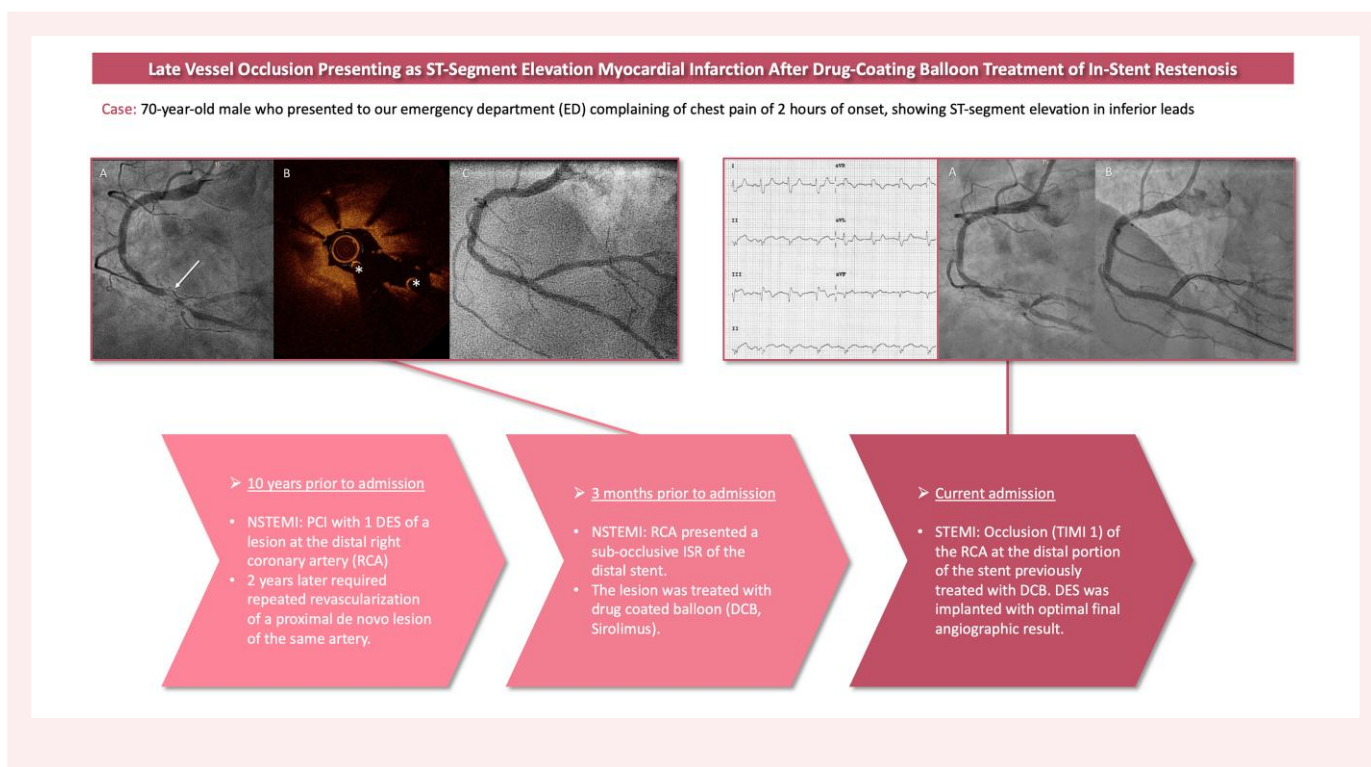 Late Vessel Occlusion Presenting as ST-Segment Elevation Myocardial Infarction After Drug-Coating Balloon Treatment of In-Stent Restenosis
Case: 70-year-old male who presented to our emergency department (ED) complaining of chest pain of 2 hours of onset, showing ST-segment elevation in inferior leads
A
B
*
*
C
I
aVR
II
aVL
III
aVF
II
A
B
➢ 10 years prior to admission
• NSTEMI: PCI with 1 DES of a
lesion at the distal right
coronary artery (RCA)
• 2 years later required
repeated revascularization
of a proximal de novo lesion
of the same artery.
➢ 3 months prior to admission
• NSTEMI: RCA presented a
sub-occlusive ISR of the
distal stent.
• The lesion was treated with
drug coated balloon (DCB,
Sirolimus).
➢ Current admission
• STEMI: Occlusion (TIMI 1) of
the RCA at the distal portion
of the stent previously
treated with DCB. DES was
implanted with optimal final
angiographic result.